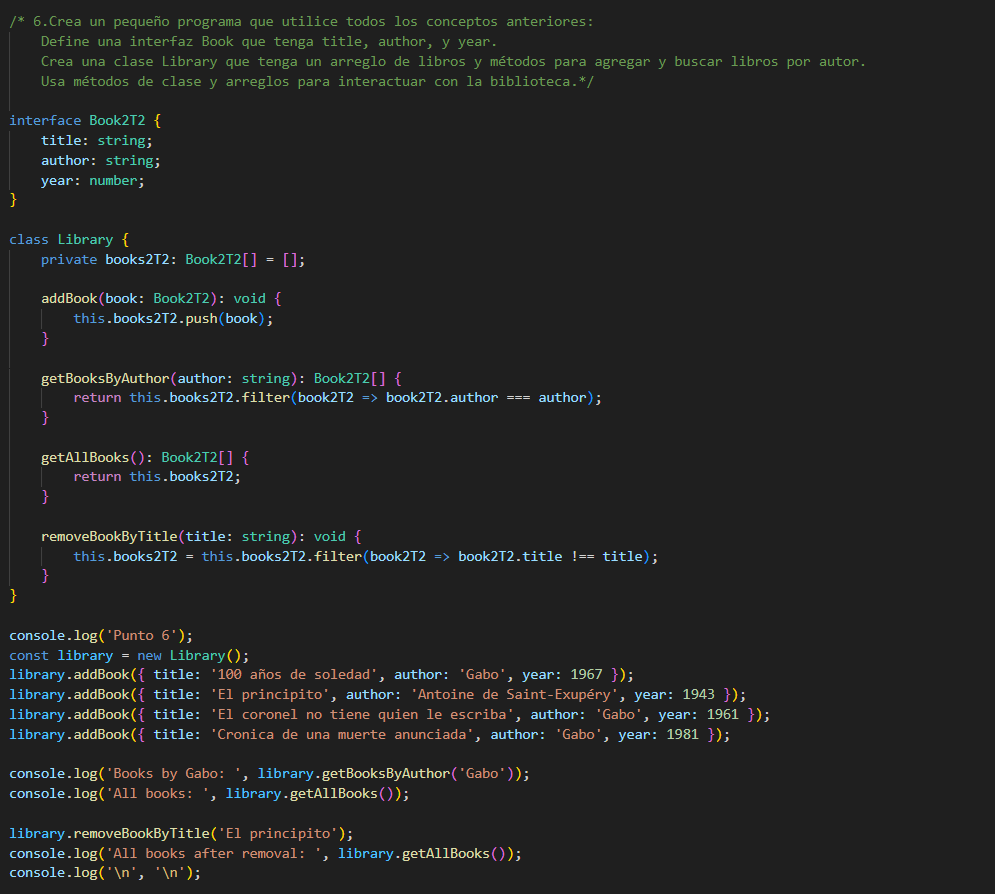 /* 6.Crea un pequeño programa que utilice todos los conceptos anteriores:
    Define una interfaz Book que tenga title, author, y year.
    Crea una clase Library que tenga un arreglo de libros y métodos para agregar y buscar libros por autor.
    Usa métodos de clase y arreglos para interactuar con la biblioteca.*/

interface Book2T2 {
    title: string;
    author: string;
    year: number;
}

class Library {
    private books2T2: Book2T2[] = [];

    addBook(book: Book2T2): void {
        this.books2T2.push(book);
    }

    getBooksByAuthor(author: string): Book2T2[] {
        return this.books2T2.filter(book2T2 => book2T2.author === author);
    }

    getAllBooks(): Book2T2[] {
        return this.books2T2;
    }

    removeBookByTitle(title: string): void {
        this.books2T2 = this.books2T2.filter(book2T2 => book2T2.title !== title);
    }
}

console.log('Punto 6');
const library = new Library();
library.addBook({ title: '100 años de soledad', author: 'Gabo', year: 1967 });
library.addBook({ title: 'El principito', author: 'Antoine de Saint-Exupéry', year: 1943 });
library.addBook({ title: 'El coronel no tiene quien le escriba', author: 'Gabo', year: 1961 });
library.addBook({ title: 'Cronica de una muerte anunciada', author: 'Gabo', year: 1981 });

console.log('Books by Gabo: ', library.getBooksByAuthor('Gabo'));
console.log('All books: ', library.getAllBooks());

library.removeBookByTitle('El principito');
console.log('All books after removal: ', library.getAllBooks());
console.log('\n', '\n');